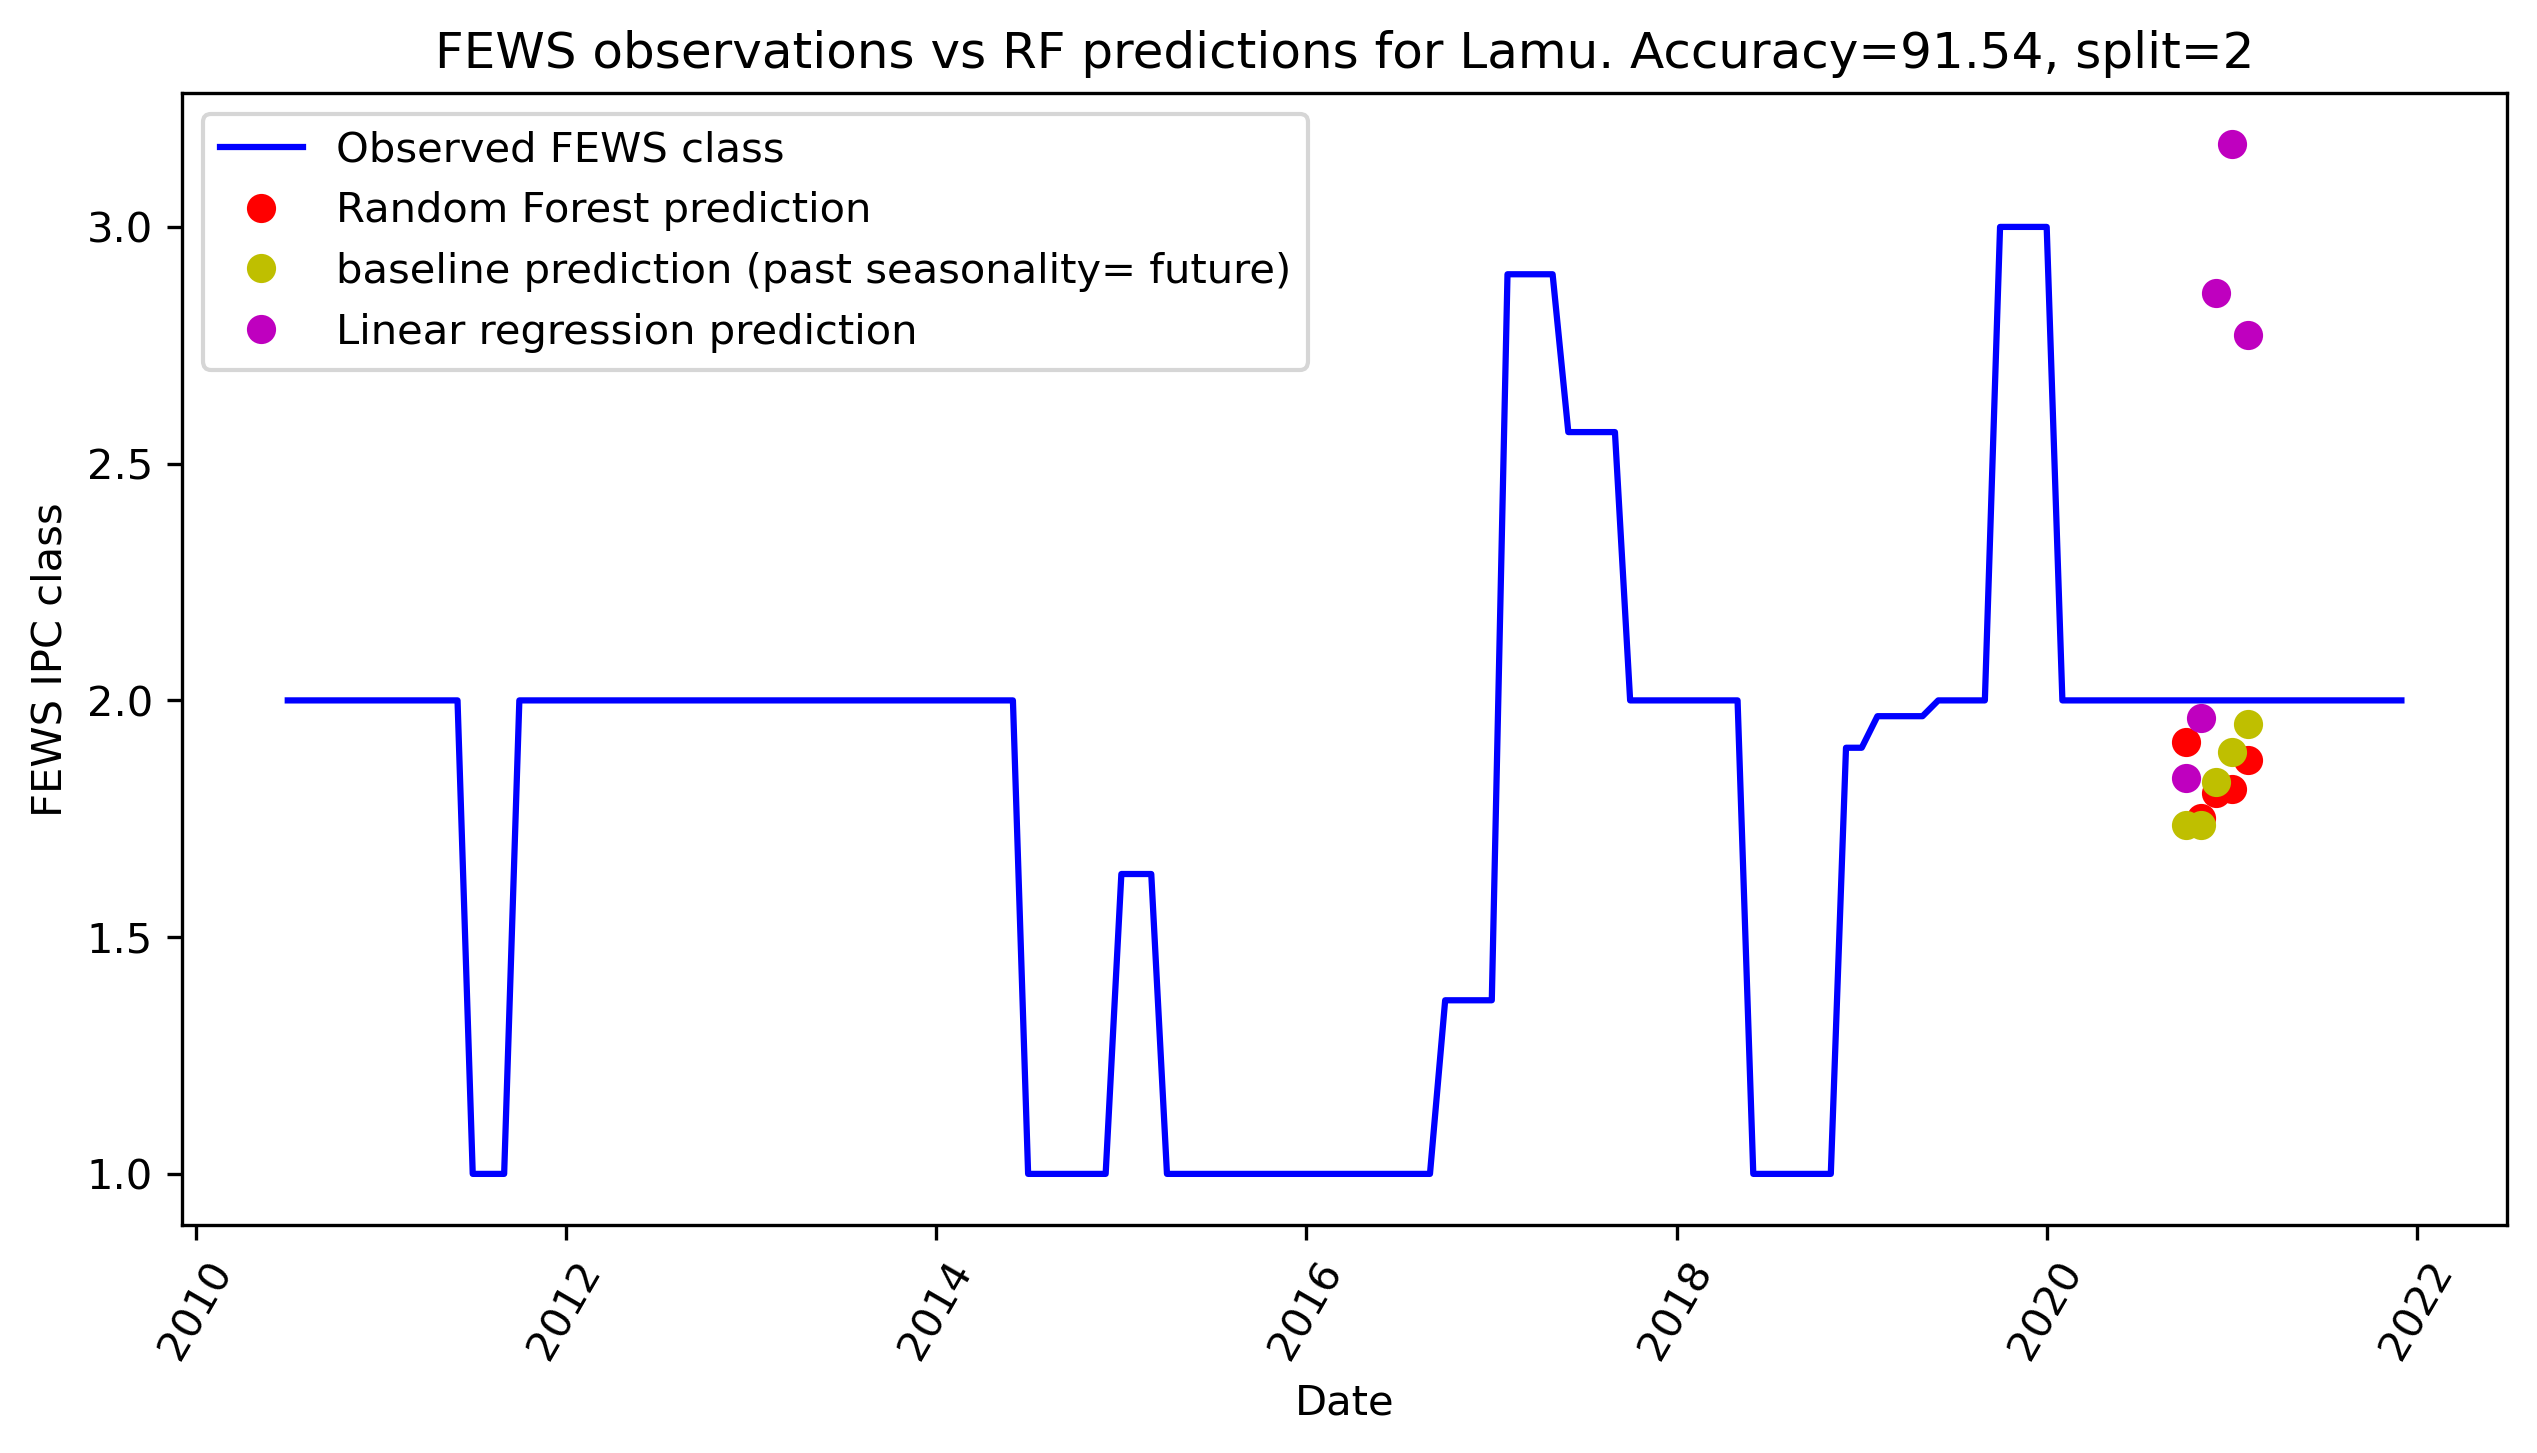 FEWS observations vs RF predictions for Lamu. Accuracy=91.54, split=2
Observed FEWS class
Random Forest prediction
baseline prediction (past seasonality= future)
Linear regression prediction
FEWS IPC class
3.0
2.5
2.0
1.5
1.0
2010
2012
2014
2016
2018
2020
2022
Date